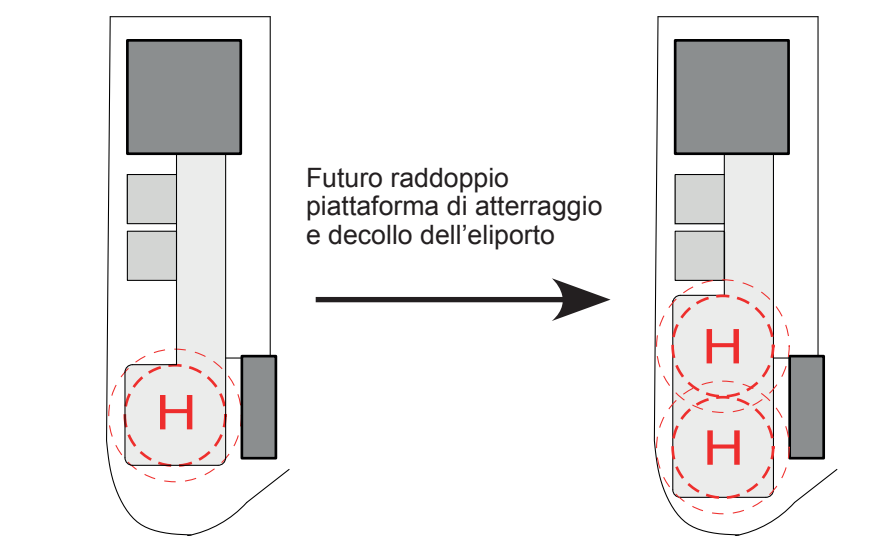 Futuro raddoppio
piattaforma di atterraggio
e decollo dell’eliporto
H
H
H